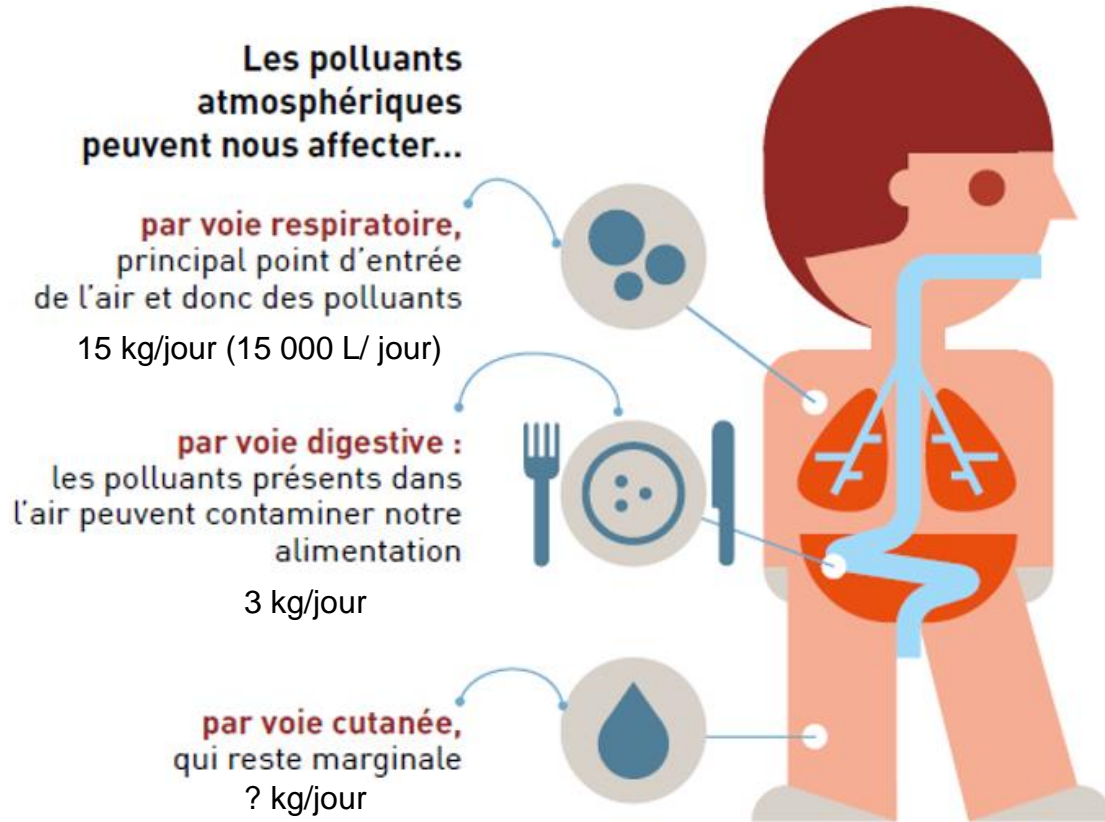 Les polluants
atmosphériques
peuvent nous affecter...
par voie respiratoire,
principal point d'entrée
de l'air et donc des polluants
15 kg/jour (15 000 L/ jour)
par voie digestive :
les polluants présents dans
l'air peuvent contaminer notre
alimentation
3 kg/jour
par voie cutanée,
qui reste marginale
? kg/jour